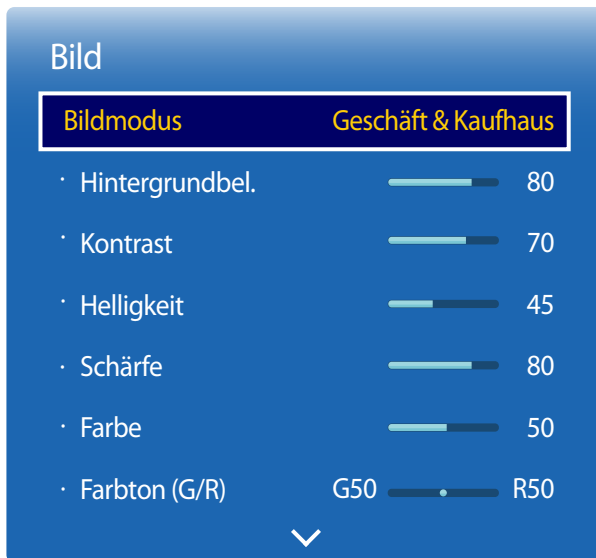 Bild
Bildmodus Geschäft & Kaufhaus
· Hintergrundbel. 80
· Kontrast 70
· Helligkeit 45
· Schärfe 80
· Farbe 50
· Farbton (G/R) G50 R50